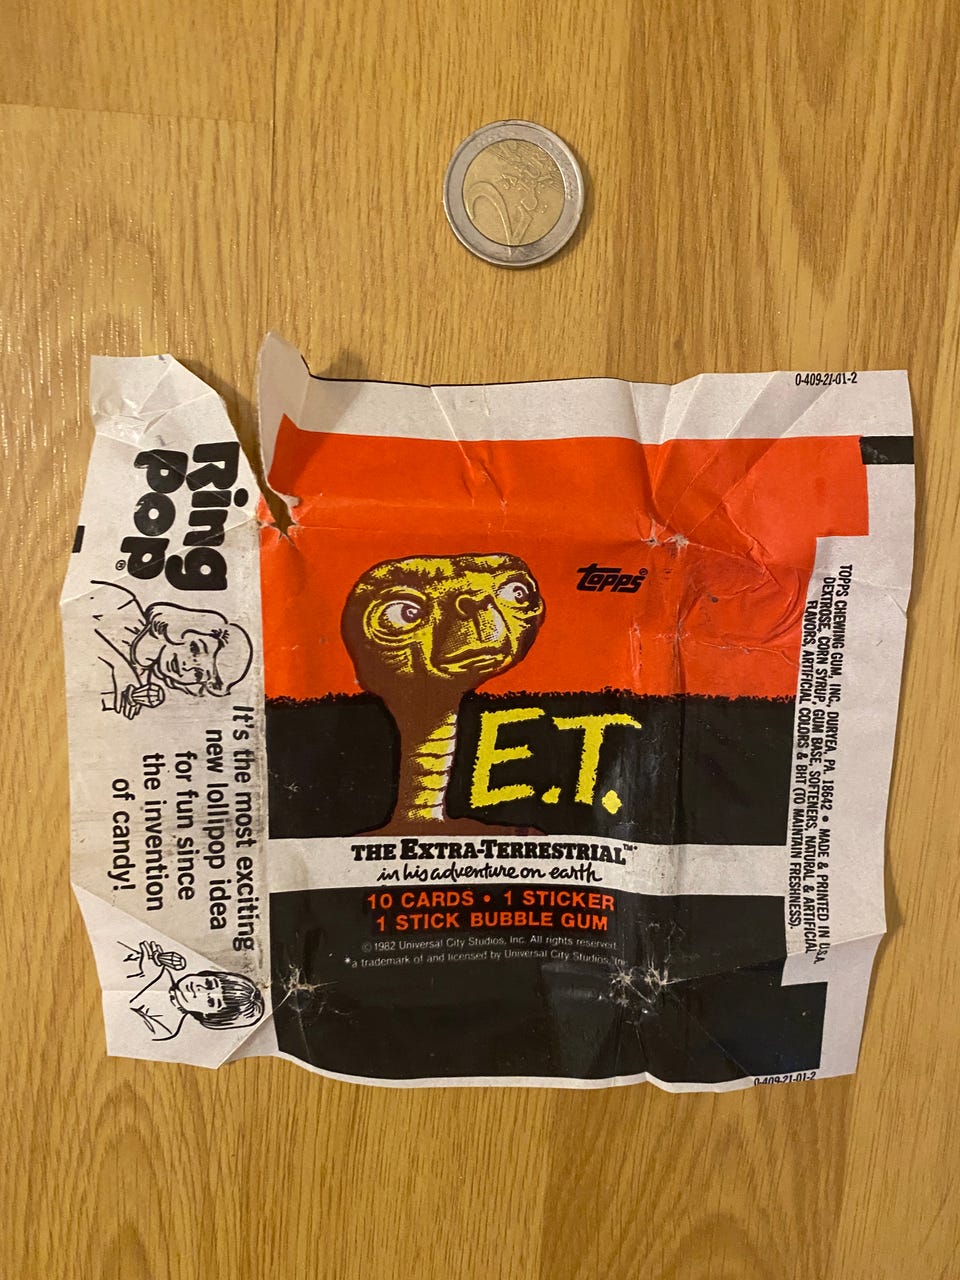 2
0-409-21-01-2
Ring
Pop®
It's the most exciting
new lollipop idea
for fun since
the invention
of candy!
topps®
E.T.
THE EXTRA-TERRESTRIAL™*
in his adventure on earth
10 CARDS • 1 STICKER
1 STICK BUBBLE GUM
© 1982 Universal City Studios, Inc. All rights reserved.
*a trademark of and licensed by Universal City Studios, Inc.
TOPPS CHEWING GUM, INC., DURYEA, PA. 18642 • MADE & PRINTED IN U.S.A.
DEXTROSE, CORN SYRUP, GUM BASE, SOFTENERS, NATURAL & ARTIFICIAL
FLAVORS, ARTIFICIAL COLORS & BHT (TO MAINTAIN FRESHNESS).
0-409-21-01-2